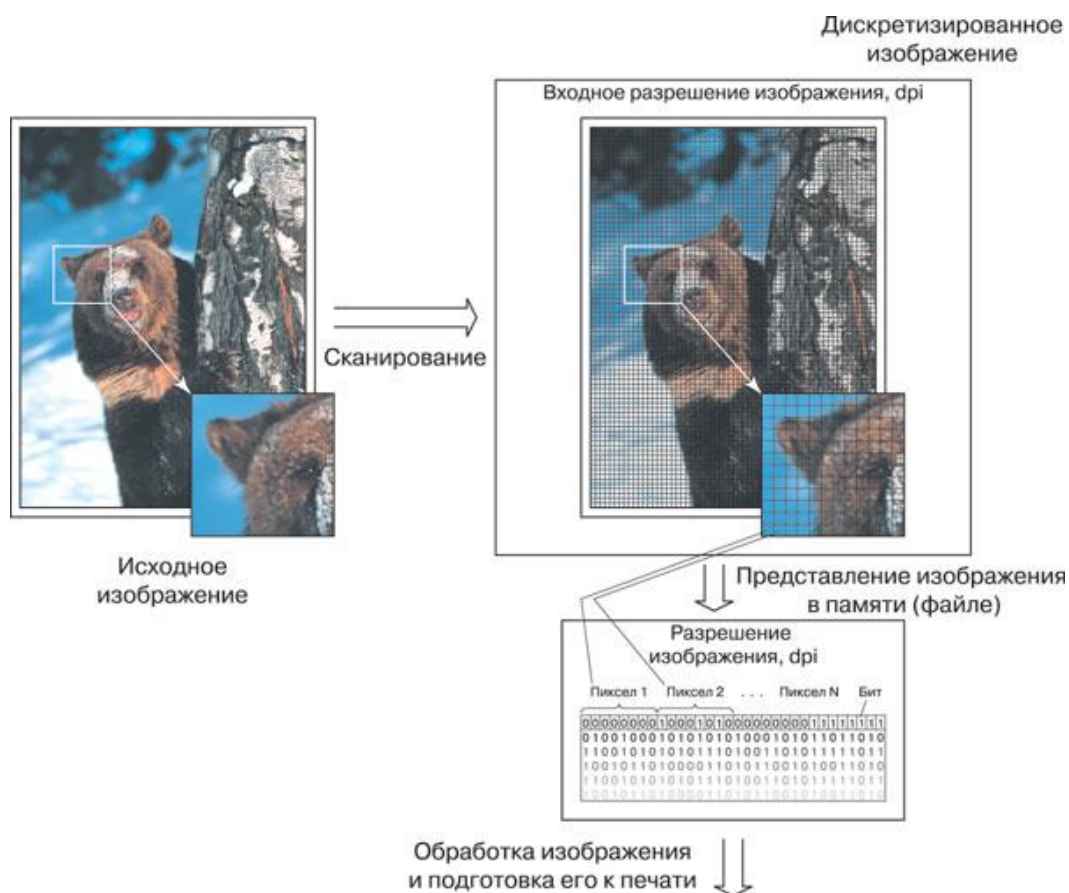 Дискретизированное
изображение
Входное разрешение изображения, dpi
Сканирование
Исходное
изображение
Представление изображения
в памяти (файле)
Разрешение
изображения, dpi
Пиксел 1 Пиксел 2 . . . Пиксел N Бит
Обработка изображения
и подготовка его к печати